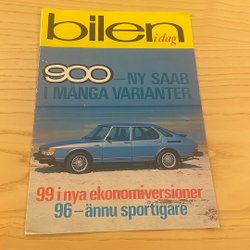 bilen
i dag
900 – NY SAAB
I MÅNGA VARIANTER
99 i nya ekonomiversioner
96 – ännu sportigare